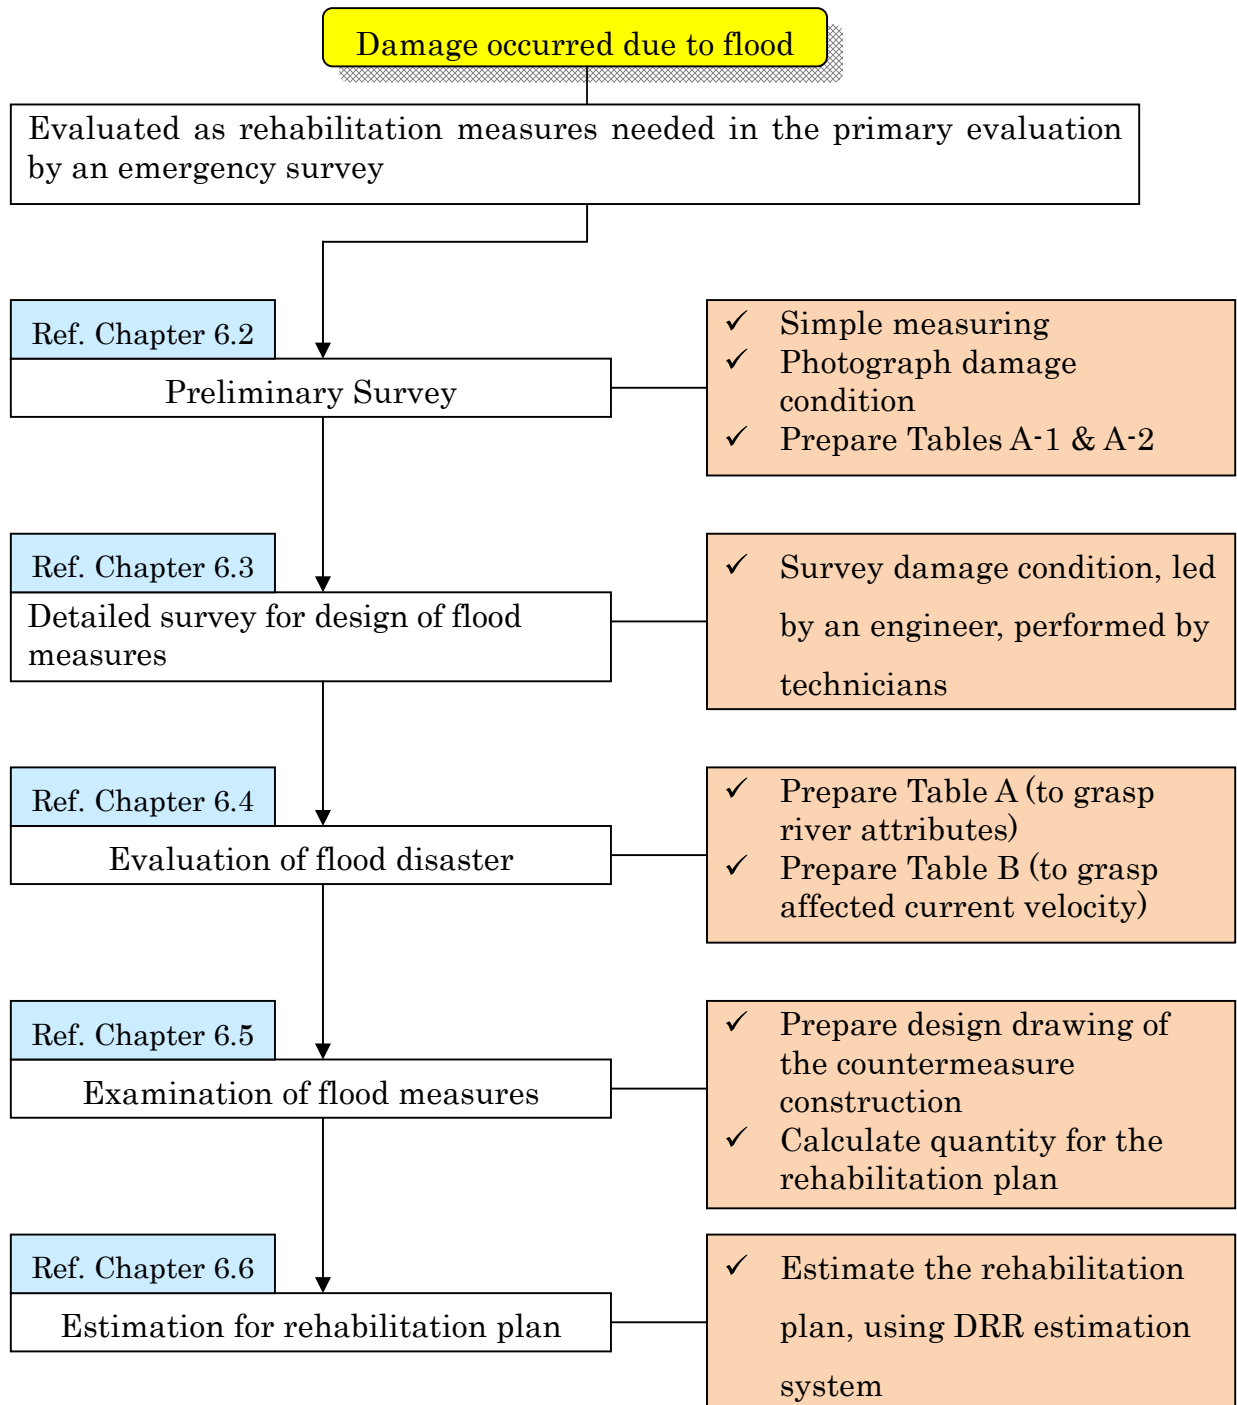 Damage occurred due to flood
Evaluated as rehabilitation measures needed in the primary evaluation
by an emergency survey
Ref. Chapter 6.2
Preliminary Survey
✓ Simple measuring
✓ Photograph damage
condition
✓ Prepare Tables A-1 & A-2
Ref. Chapter 6.3
Detailed survey for design of flood
measures
✓ Survey damage condition, led
by an engineer, performed by
technicians
Ref. Chapter 6.4
Evaluation of flood disaster
✓ Prepare Table A (to grasp
river attributes)
✓ Prepare Table B (to grasp
affected current velocity)
Ref. Chapter 6.5
Examination of flood measures
✓ Prepare design drawing of
the countermeasure
construction
✓ Calculate quantity for the
rehabilitation plan
Ref. Chapter 6.6
Estimation for rehabilitation plan
✓ Estimate the rehabilitation
plan, using DRR estimation
system